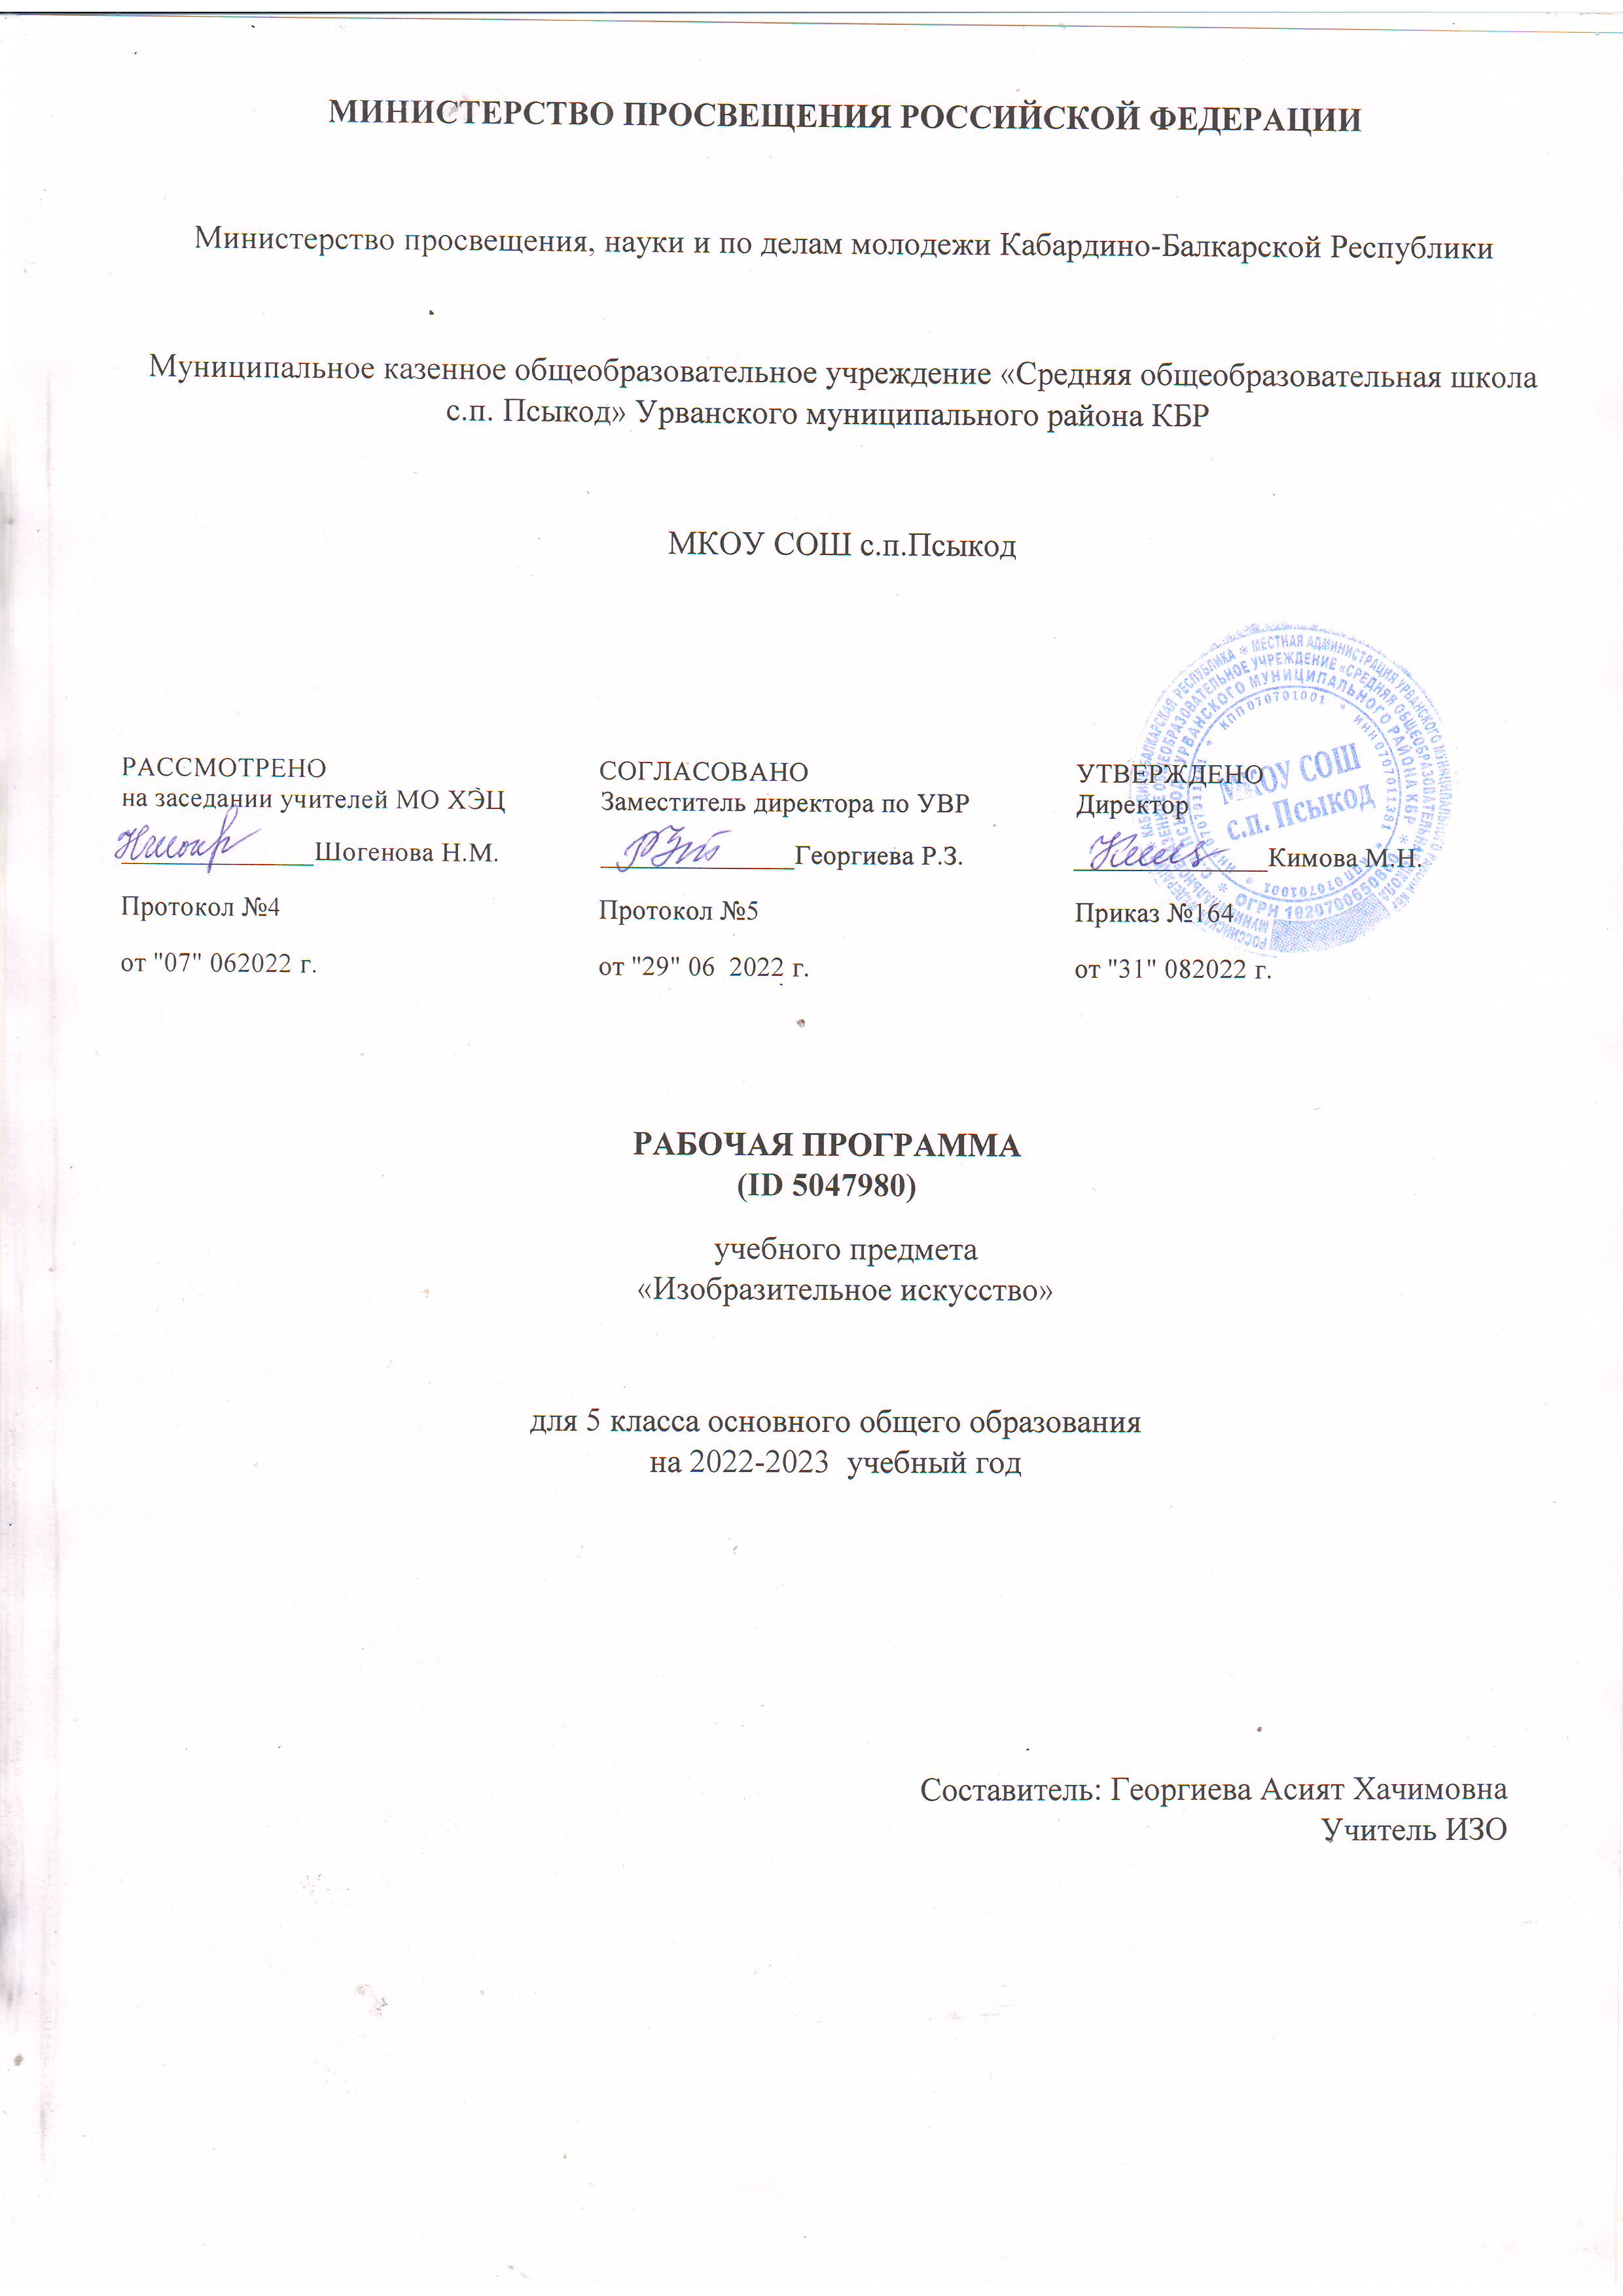 МИНИСТЕРСТВО ПРОСВЕЩЕНИЯ РОССИЙСКОЙ ФЕДЕРАЦИИ
Министерство просвещения, науки и по делам молодежи Кабардино-Балкарской Республики
Муниципальное казенное общеобразовательное учреждение «Средняя общеобразовательная школа
с.п. Псыкод» Урванского муниципального района КБР
МКОУ СОШ с.п.Псыкод
РАССМОТРЕНО
на заседании учителей МО ХЭЦ
Шогенова Н.М.
Протокол №4
от "07" 062022 г.
СОГЛАСОВАНО
Заместитель директора по УВР
Георгиева Р.З.
Протокол №5
от "29" 06  2022 г.
УТВЕРЖДЕНО
Директор
Кимова М.Н.
Приказ №164
от "31" 082022 г.
МКОУ СОШ
с.п. Псыкод
РАБОЧАЯ ПРОГРАММА
(ID 5047980)
учебного предмета
«Изобразительное искусство»
для 5 класса основного общего образования
на 2022-2023  учебный год
Составитель: Георгиева Асият Хачимовна
Учитель ИЗО